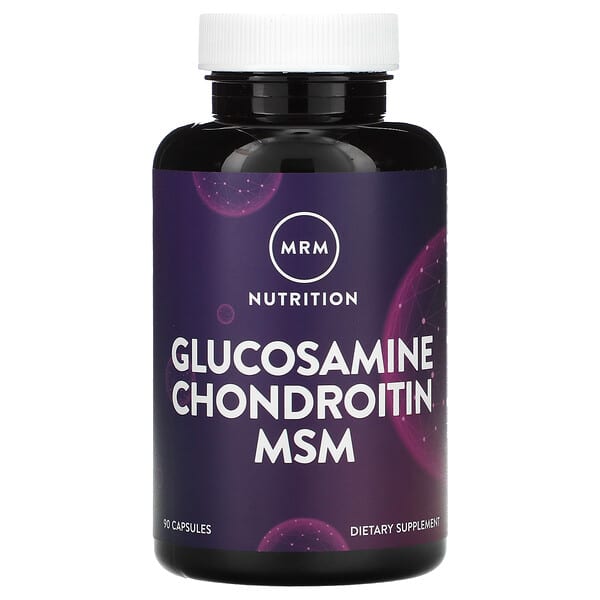 MRM
NUTRITION
GLUCOSAMINE
CHONDROITIN
MSM
90 CAPSULES
DIETARY SUPPLEMENT